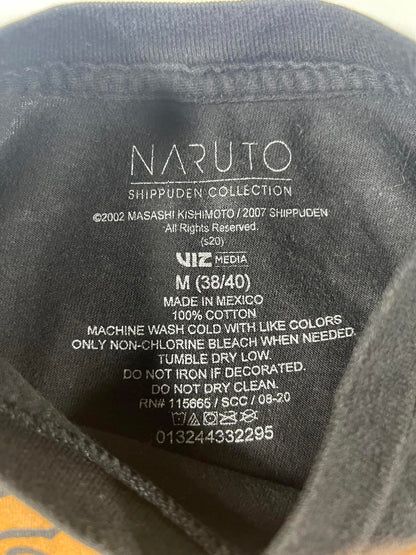 NARUTO
SHIPPUDEN COLLECTION
©2002 MASASHI KISHIMOTO / 2007 SHIPPUDEN
All Rights Reserved.
(s20)
VIZ MEDIA
M (38/40)
MADE IN MEXICO
100% COTTON
MACHINE WASH COLD WITH LIKE COLORS
ONLY NON-CHLORINE BLEACH WHEN NEEDED.
TUMBLE DRY LOW.
DO NOT IRON IF DECORATED.
DO NOT DRY CLEAN.
RN# 115665 / SCC / 08-20
013244332295